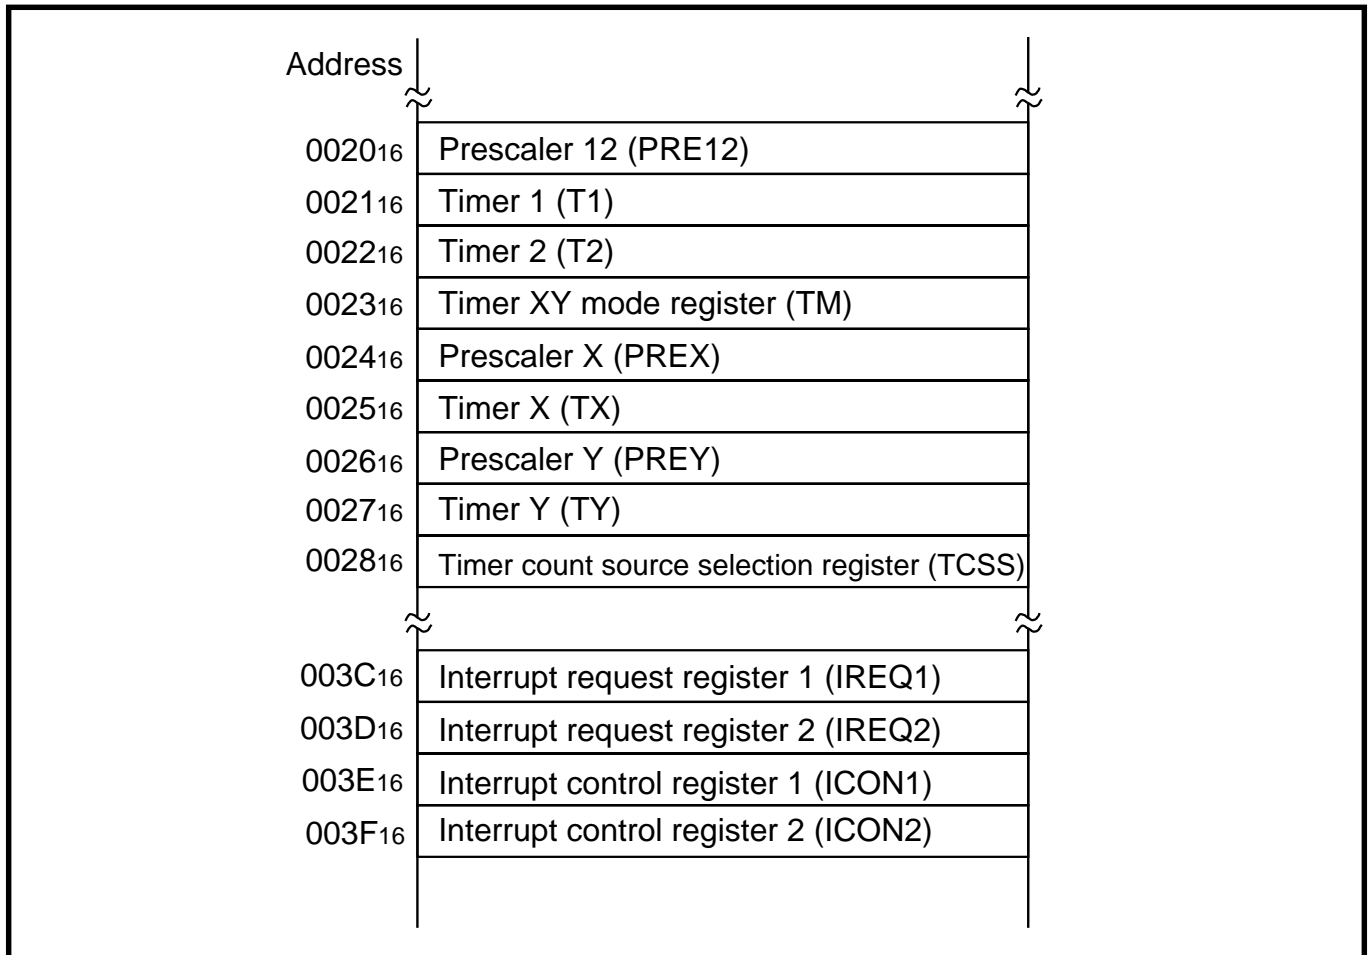 Address
0020₁₆ Prescaler 12 (PRE12)
0021₁₆ Timer 1 (T1)
0022₁₆ Timer 2 (T2)
0023₁₆ Timer XY mode register (TM)
0024₁₆ Prescaler X (PREX)
0025₁₆ Timer X (TX)
0026₁₆ Prescaler Y (PREY)
0027₁₆ Timer Y (TY)
0028₁₆ Timer count source selection register (TCSS)
003C₁₆ Interrupt request register 1 (IREQ1)
003D₁₆ Interrupt request register 2 (IREQ2)
003E₁₆ Interrupt control register 1 (ICON1)
003F₁₆ Interrupt control register 2 (ICON2)